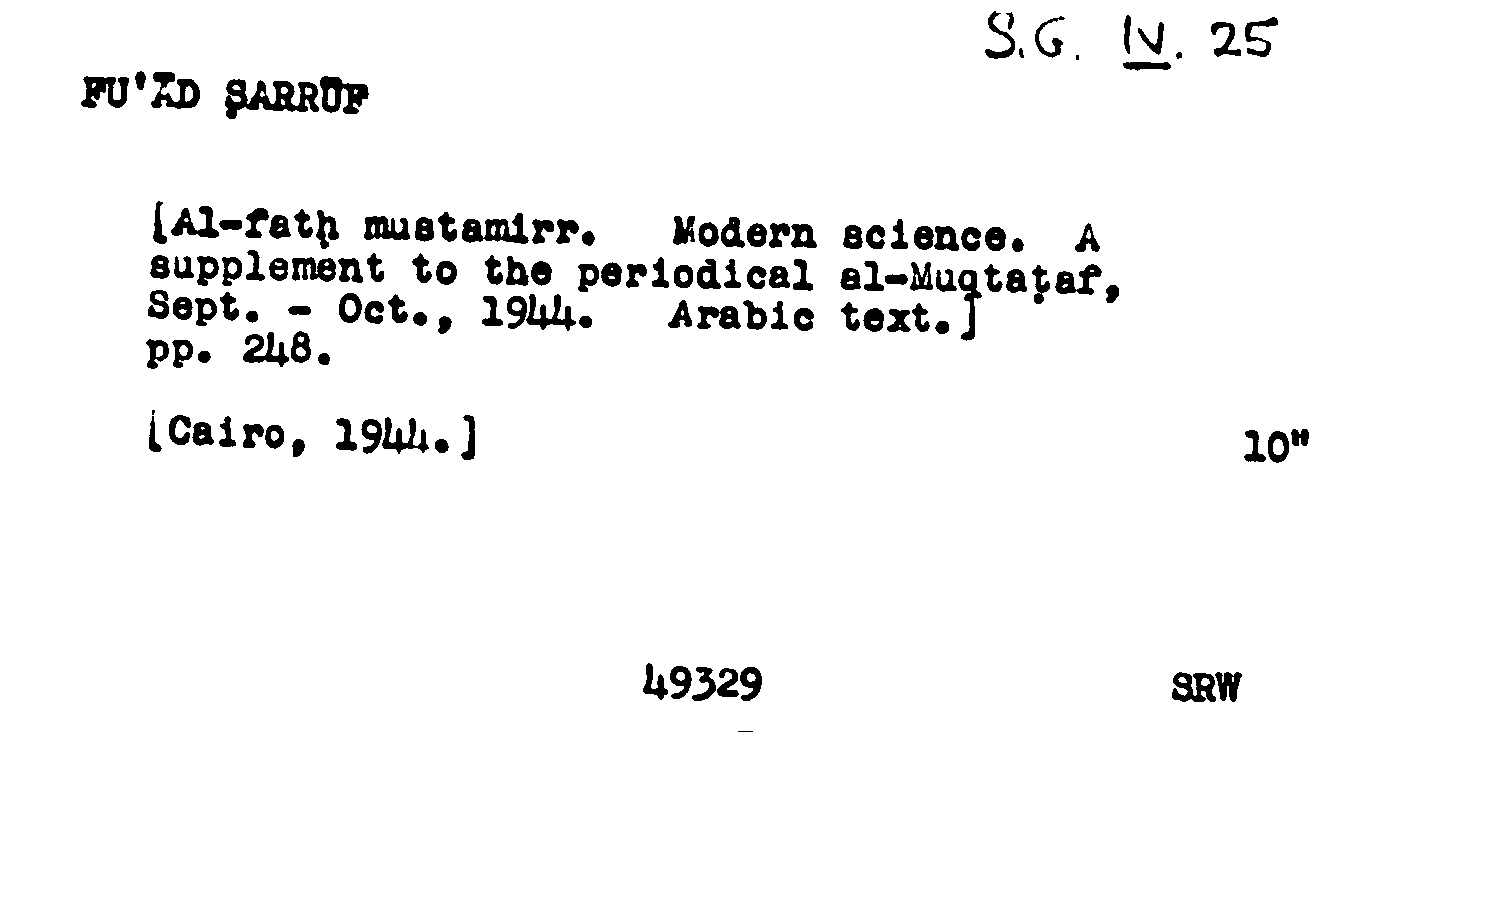 S.G. IV. 25
FU'ĀD ṢARRŪF
[Al-fatḥ mustamirr. Modern science. A
supplement to the periodical al-Muqtaṭaf,
Sept. - Oct., 1944. Arabic text.]
pp. 248.
[Cairo, 1944.]
10"
49329 SRW